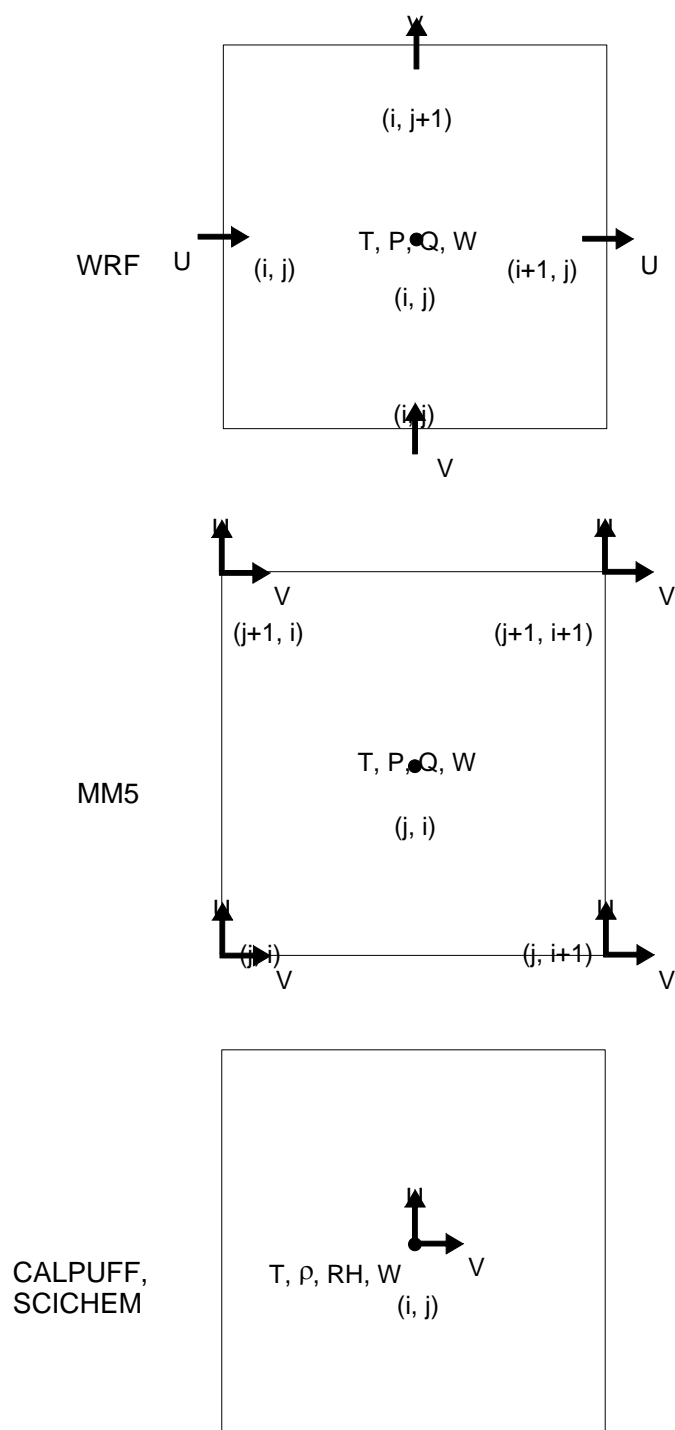 V
(i, j+1)
T, P, Q, W
WRF
U
(i, j)
(i+1, j)
U
(i, j)
(i, j)
V
U
U
V
V
(j+1, i)
(j+1, i+1)
T, P, Q, W
MM5
(j, i)
U
U
(j, i)
(j, i+1)
V
V
U
CALPUFF,
SCICHEM
T, ρ, RH, W
V
(i, j)